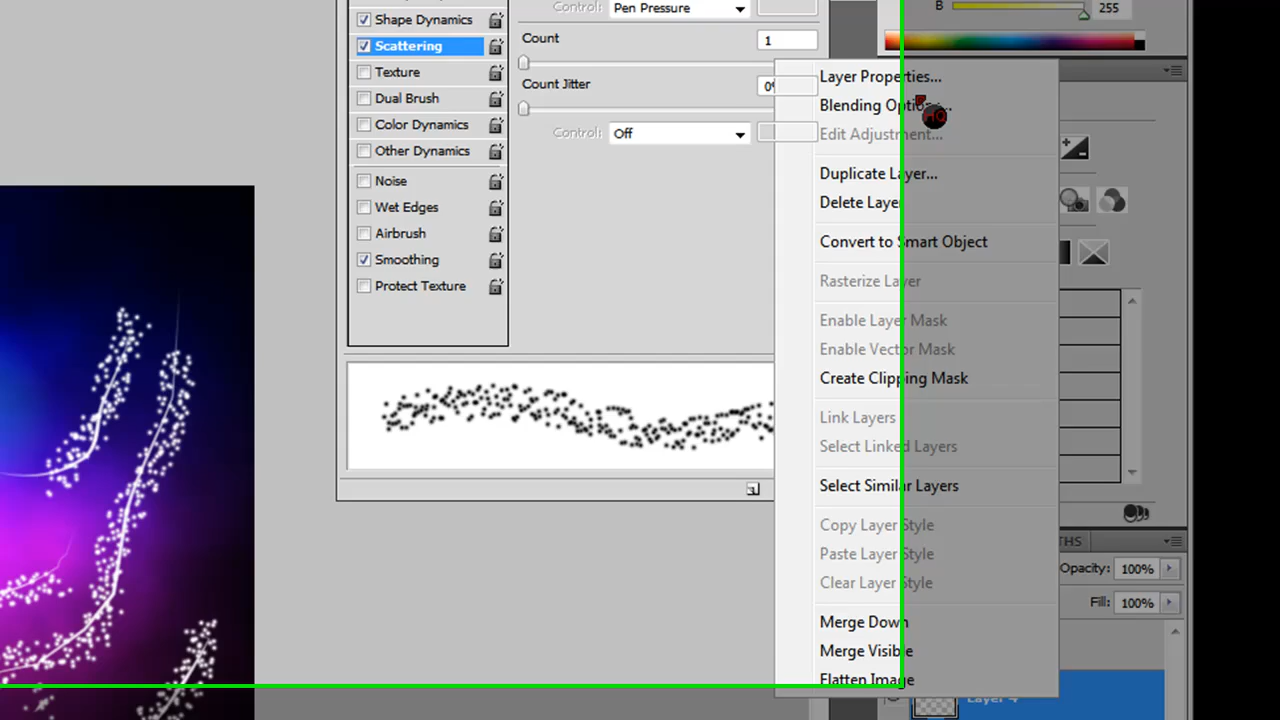 Control: Pen Pressure
B 255
Shape Dynamics
Scattering
Count 1
Texture
Count Jitter
Dual Brush
Color Dynamics
Control: Off
Other Dynamics
Noise
Wet Edges
Airbrush
Smoothing
Protect Texture
Layer Properties...
Blending
HQ
Edit Adjustment...
Duplicate Layer...
Delete Layer
Convert to Smart Object
Rasterize Layer
Enable Layer Mask
Enable Vector Mask
Create Clipping Mask
Link Layers
Select Linked Layers
Select Similar Layers
Copy Layer Style
Paste Layer Style
Clear Layer Style
Merge Down
Merge Visible
Flatten Image
Opacity: 100%
Fill: 100%